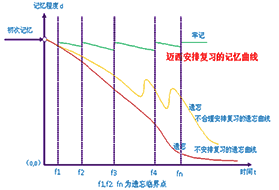 记忆程度 d
初次记忆
牢记
迈西安排复习的记忆曲线
遗忘
不合理安排复习的遗忘曲线
遗忘
不安排复习的遗忘曲线
(0,0)
f1
f2
f3
f4
fn
时间 t
f1,f2 fn 为遗忘临界点